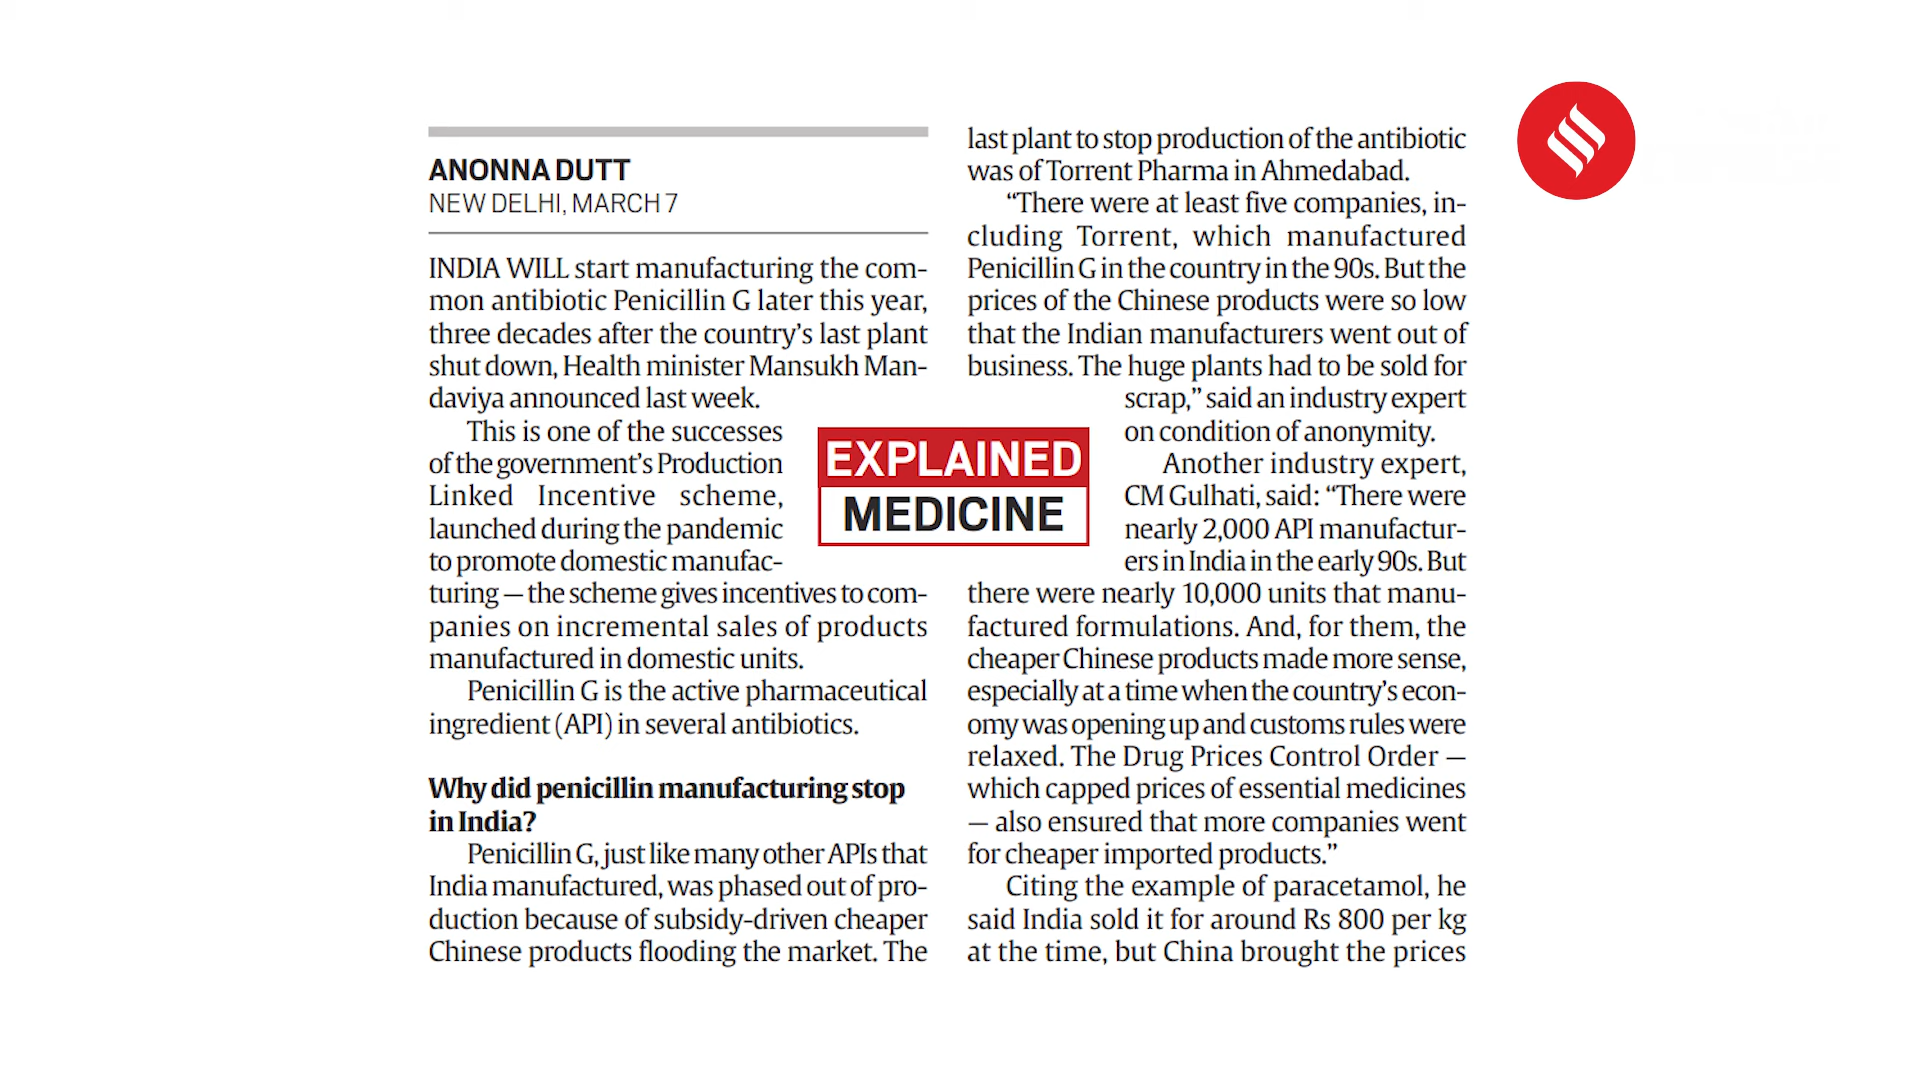 ANONNA DUTT
NEW DELHI, MARCH 7
INDIA WILL start manufacturing the com-
mon antibiotic Penicillin G later this year,
three decades after the country’s last plant
shut down, Health minister Mansukh Man-
daviya announced last week.
This is one of the successes
of the government’s Production
Linked Incentive scheme,
launched during the pandemic
to promote domestic manufac-
turing — the scheme gives incentives to com-
panies on incremental sales of products
manufactured in domestic units.
Penicillin G is the active pharmaceutical
ingredient (API) in several antibiotics.
Why did penicillin manufacturing stop
in India?
Penicillin G, just like many other APIs that
India manufactured, was phased out of pro-
duction because of subsidy-driven cheaper
Chinese products flooding the market. The
EXPLAINED
MEDICINE
last plant to stop production of the antibiotic
was of Torrent Pharma in Ahmedabad.
“There were at least five companies, in-
cluding Torrent, which manufactured
Penicillin G in the country in the 90s. But the
prices of the Chinese products were so low
that the Indian manufacturers went out of
business. The huge plants had to be sold for
scrap,” said an industry expert
on condition of anonymity.
Another industry expert,
CM Gulhati, said: “There were
nearly 2,000 API manufactur-
ers in India in the early 90s. But
there were nearly 10,000 units that manu-
factured formulations. And, for them, the
cheaper Chinese products made more sense,
especially at a time when the country’s econ-
omy was opening up and customs rules were
relaxed. The Drug Prices Control Order —
which capped prices of essential medicines
— also ensured that more companies went
for cheaper imported products.”
Citing the example of paracetamol, he
said India sold it for around Rs 800 per kg
at the time, but China brought the prices